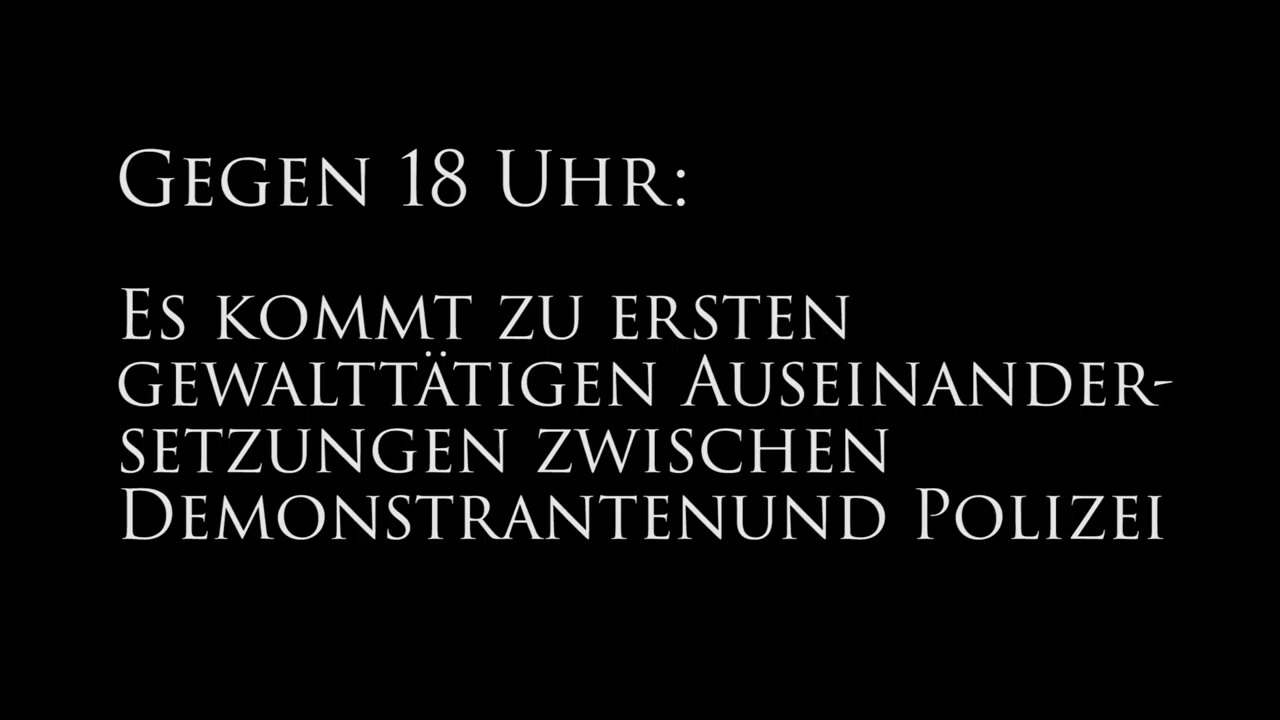 Gegen 18 Uhr:
Es kommt zu ersten
gewalttätigen Auseinander-
setzungen zwischen
Demonstrantenund Polizei